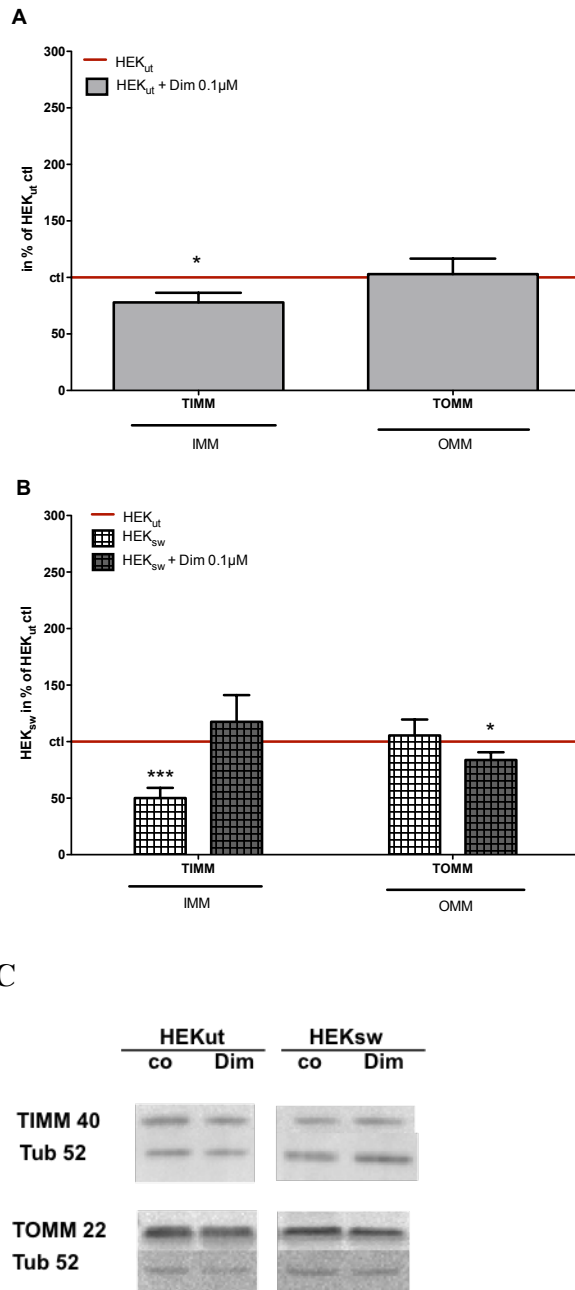 A
300
250
200
150
ctl
50
0
in % of HEKut ctl
HEKut
HEKut + Dim 0.1µM
*
TIMM
TOMM
IMM
OMM
B
300
250
200
150
ctl
50
0
HEKsw in % of HEKut ctl
HEKut
HEKsw
HEKsw + Dim 0.1µM
***
*
TIMM
TOMM
IMM
OMM
C
HEKut HEKsw
co Dim co Dim
TIMM 40
Tub 52
TOMM 22
Tub 52